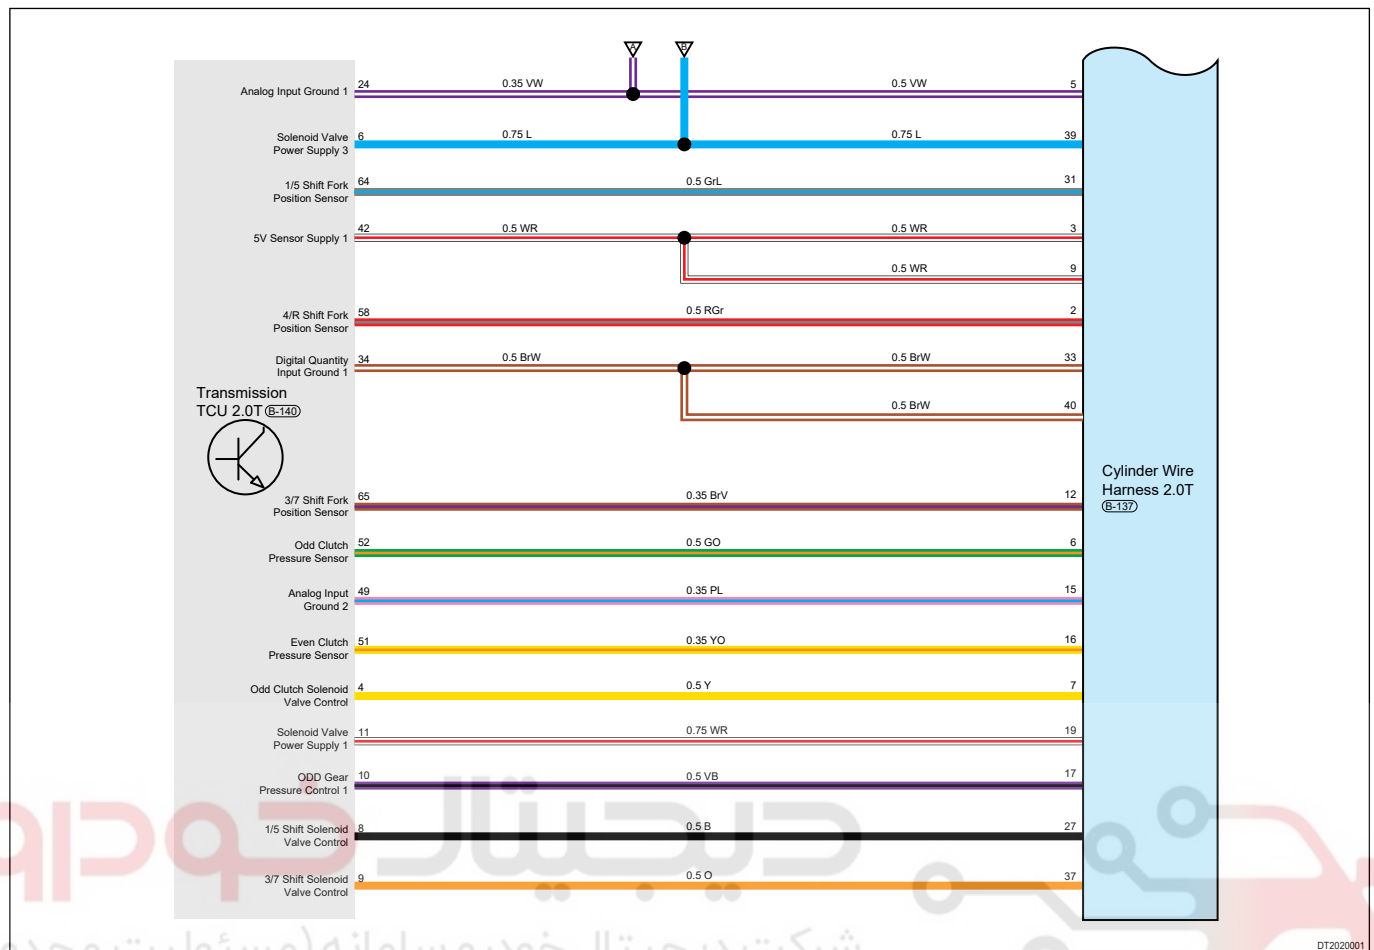 A B
24 0.35 VW 0.5 VW 5
Analog Input Ground 1
6 0.75 L 0.75 L 39
Solenoid Valve
Power Supply 3
64 0.5 GrL 31
1/5 Shift Fork
Position Sensor
42 0.5 WR 0.5 WR 3
5V Sensor Supply 1
0.5 WR 9
58 0.5 RGr 2
4/R Shift Fork
Position Sensor
34 0.5 BrW 0.5 BrW 33
Digital Quantity
Input Ground 1
Transmission
TCU 2.0T B-140
0.5 BrW 40
Cylinder Wire
Harness 2.0T
B-137
65 0.35 BrV 12
3/7 Shift Fork
Position Sensor
52 0.5 GO 6
Odd Clutch
Pressure Sensor
49 0.35 PL 15
Analog Input
Ground 2
51 0.35 YO 16
Even Clutch
Pressure Sensor
4 0.5 Y 7
Odd Clutch Solenoid
Valve Control
11 0.75 WR 19
Solenoid Valve
Power Supply 1
10 0.5 VB 17
ODD Gear
Pressure Control 1
8 0.5 B 27
1/5 Shift Solenoid
Valve Control
9 0.5 O 37
3/7 Shift Solenoid
Valve Control
دیجیتال خودرو
شرکت دیجیتال خودرو سامانه (مسئولیت محدود
DT2020001